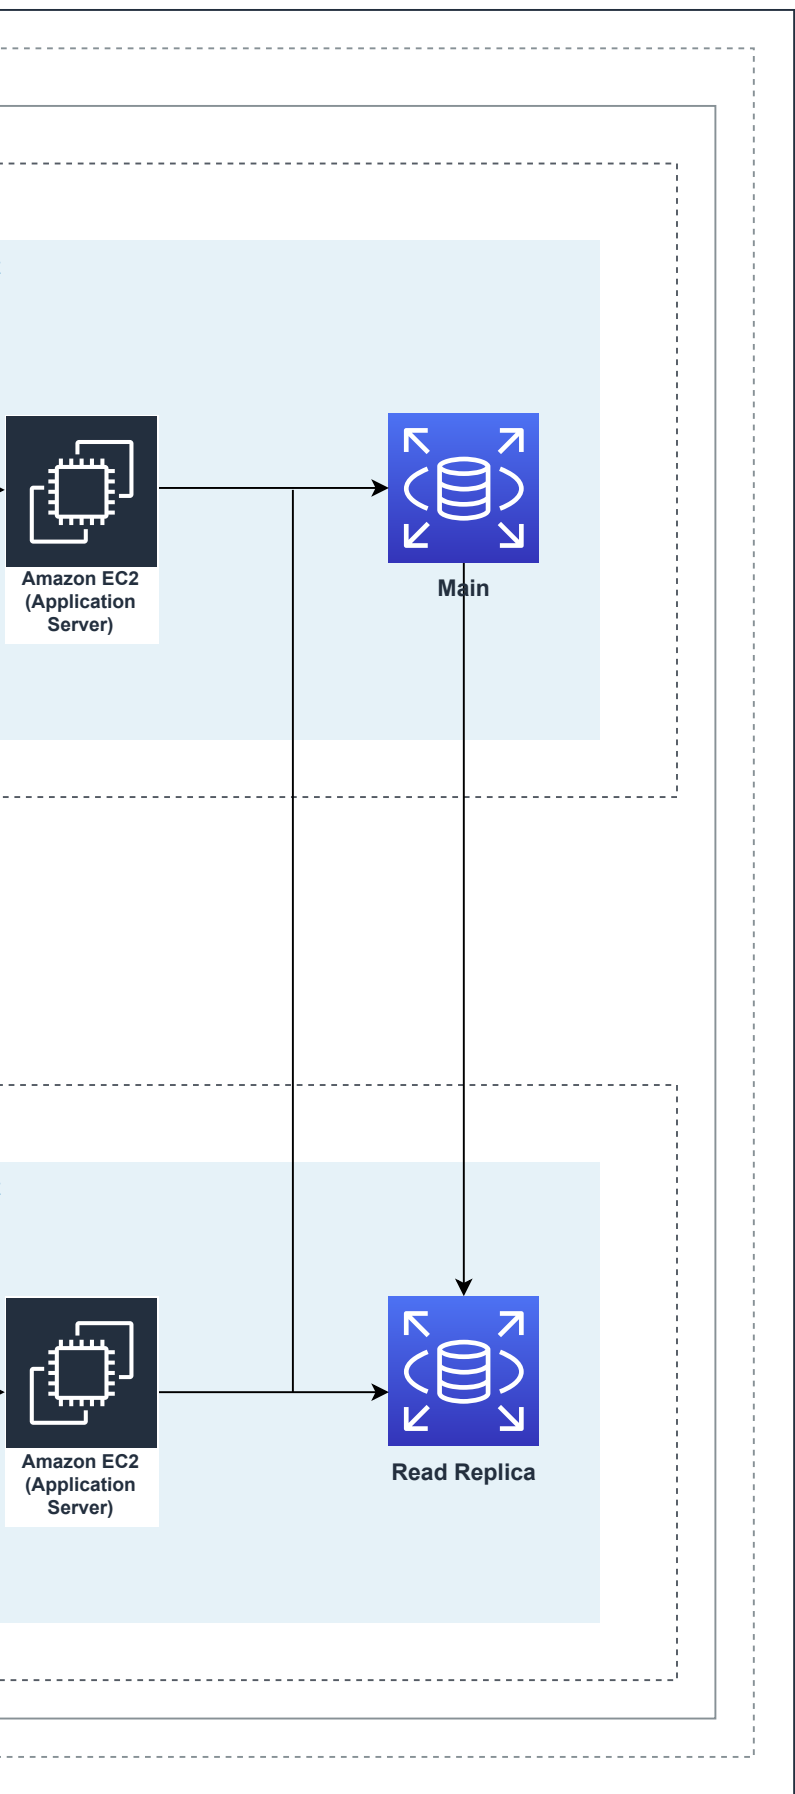 Amazon EC2
(Application
Server)
Main
Amazon EC2
(Application
Server)
Read Replica